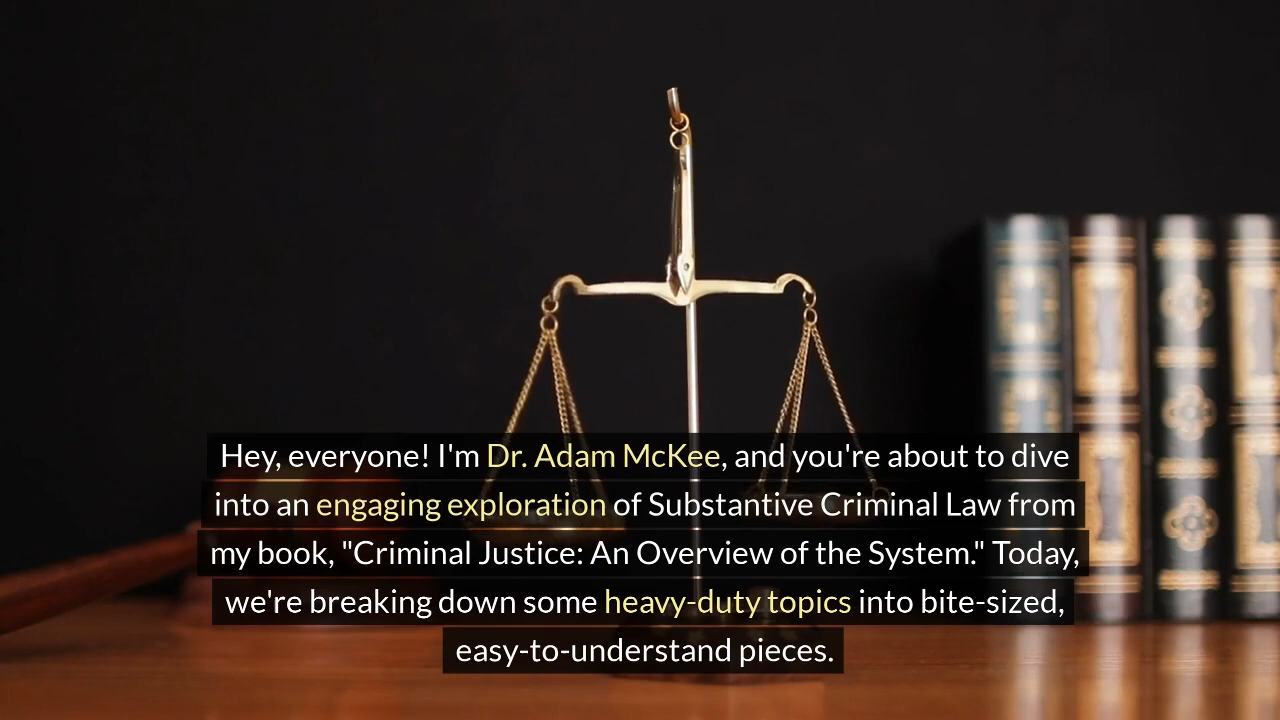 Hey, everyone! I'm Dr. Adam McKee, and you're about to dive
into an engaging exploration of Substantive Criminal Law from
my book, "Criminal Justice: An Overview of the System." Today,
we're breaking down some heavy-duty topics into bite-sized,
easy-to-understand pieces.